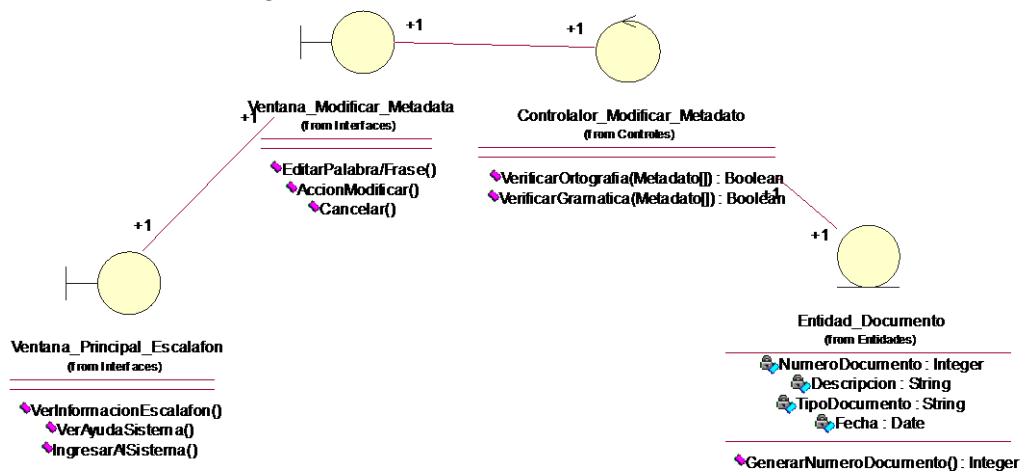 +1
+1
Ventana_Modificar_Metadata
(from Interfaces)
EditarPalabra/Frase()
AccionModificar()
Cancelar()
Controlalor_Modificar_Metadato
(from Controles)
VerificarOrtografia(Metadato[]) : Boolean
VerificarGramatica(Metadato[]) : Boolean
+1
+1
+1
+1
Ventana_Principal_Escalafon
(from Interfaces)
VerInformacionEscalafon()
VerAyudaSistema()
IngresarAlSistema()
Entidad_Documento
(from Entidades)
NumeroDocumento : Integer
Descripcion : String
TipoDocumento : String
Fecha : Date
GenerarNumeroDocumento() : Integer